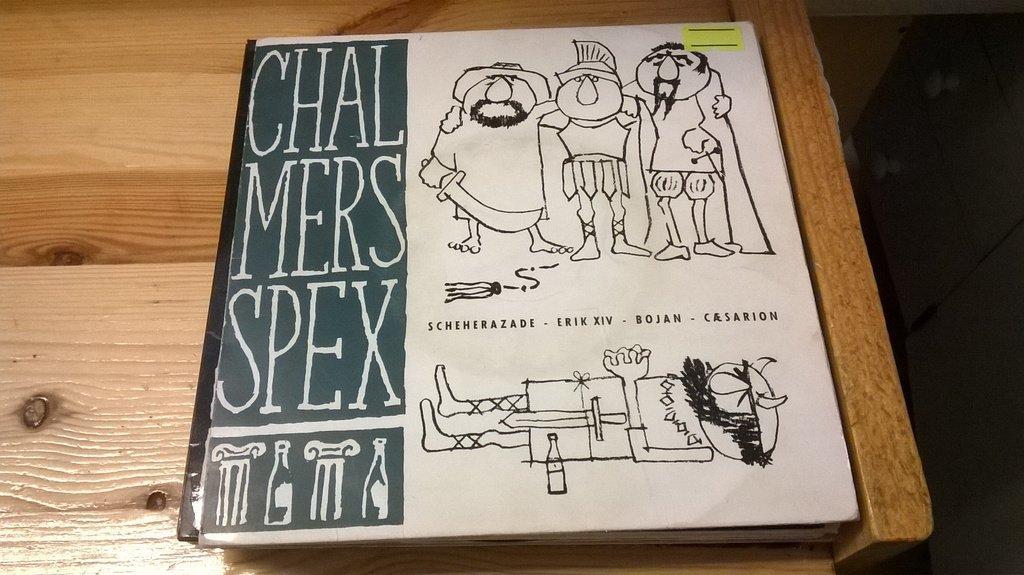 CHAL
MERS
SPEX
SCHEHERAZADE - ERIK XIV - BOJAN - CÆSARION